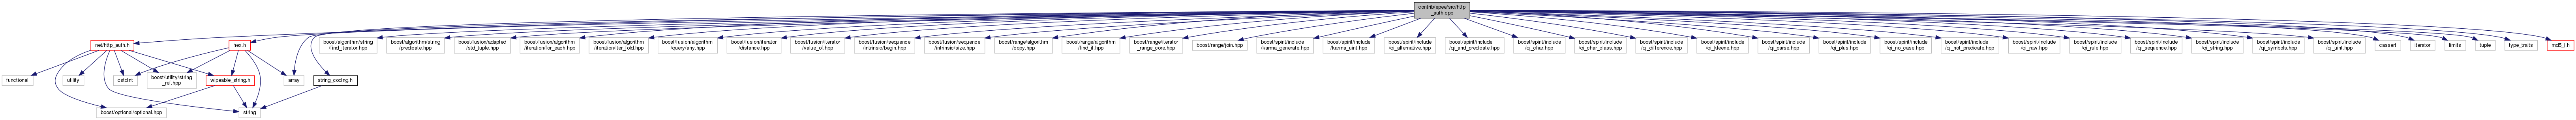 contrib/epee/src/http
_auth.cpp
net/http_auth.h
hex.h
boost/algorithm/string
/find_iterator.hpp
boost/algorithm/string
/predicate.hpp
boost/fusion/adapted
/std_tuple.hpp
boost/fusion/algorithm
/iteration/for_each.hpp
boost/fusion/algorithm
/iteration/iter_fold.hpp
boost/fusion/algorithm
/query/any.hpp
boost/fusion/iterator
/distance.hpp
boost/fusion/iterator
/value_of.hpp
boost/fusion/sequence
/intrinsic/begin.hpp
boost/fusion/sequence
/intrinsic/size.hpp
boost/range/algorithm
/copy.hpp
boost/range/algorithm
/find_if.hpp
boost/range/iterator
_range_core.hpp
boost/range/join.hpp
boost/spirit/include
/karma_generate.hpp
boost/spirit/include
/karma_uint.hpp
boost/spirit/include
/qi_alternative.hpp
boost/spirit/include
/qi_and_predicate.hpp
boost/spirit/include
/qi_char.hpp
boost/spirit/include
/qi_char_class.hpp
boost/spirit/include
/qi_difference.hpp
boost/spirit/include
/qi_kleene.hpp
boost/spirit/include
/qi_parse.hpp
boost/spirit/include
/qi_plus.hpp
boost/spirit/include
/qi_no_case.hpp
boost/spirit/include
/qi_not_predicate.hpp
boost/spirit/include
/qi_raw.hpp
boost/spirit/include
/qi_rule.hpp
boost/spirit/include
/qi_sequence.hpp
boost/spirit/include
/qi_string.hpp
boost/spirit/include
/qi_symbols.hpp
boost/spirit/include
/qi_uint.hpp
cassert
iterator
limits
tuple
type_traits
md5_l.h
functional
utility
cstdint
boost/utility/string
_ref.hpp
wipeable_string.h
array
string_coding.h
boost/optional/optional.hpp
string